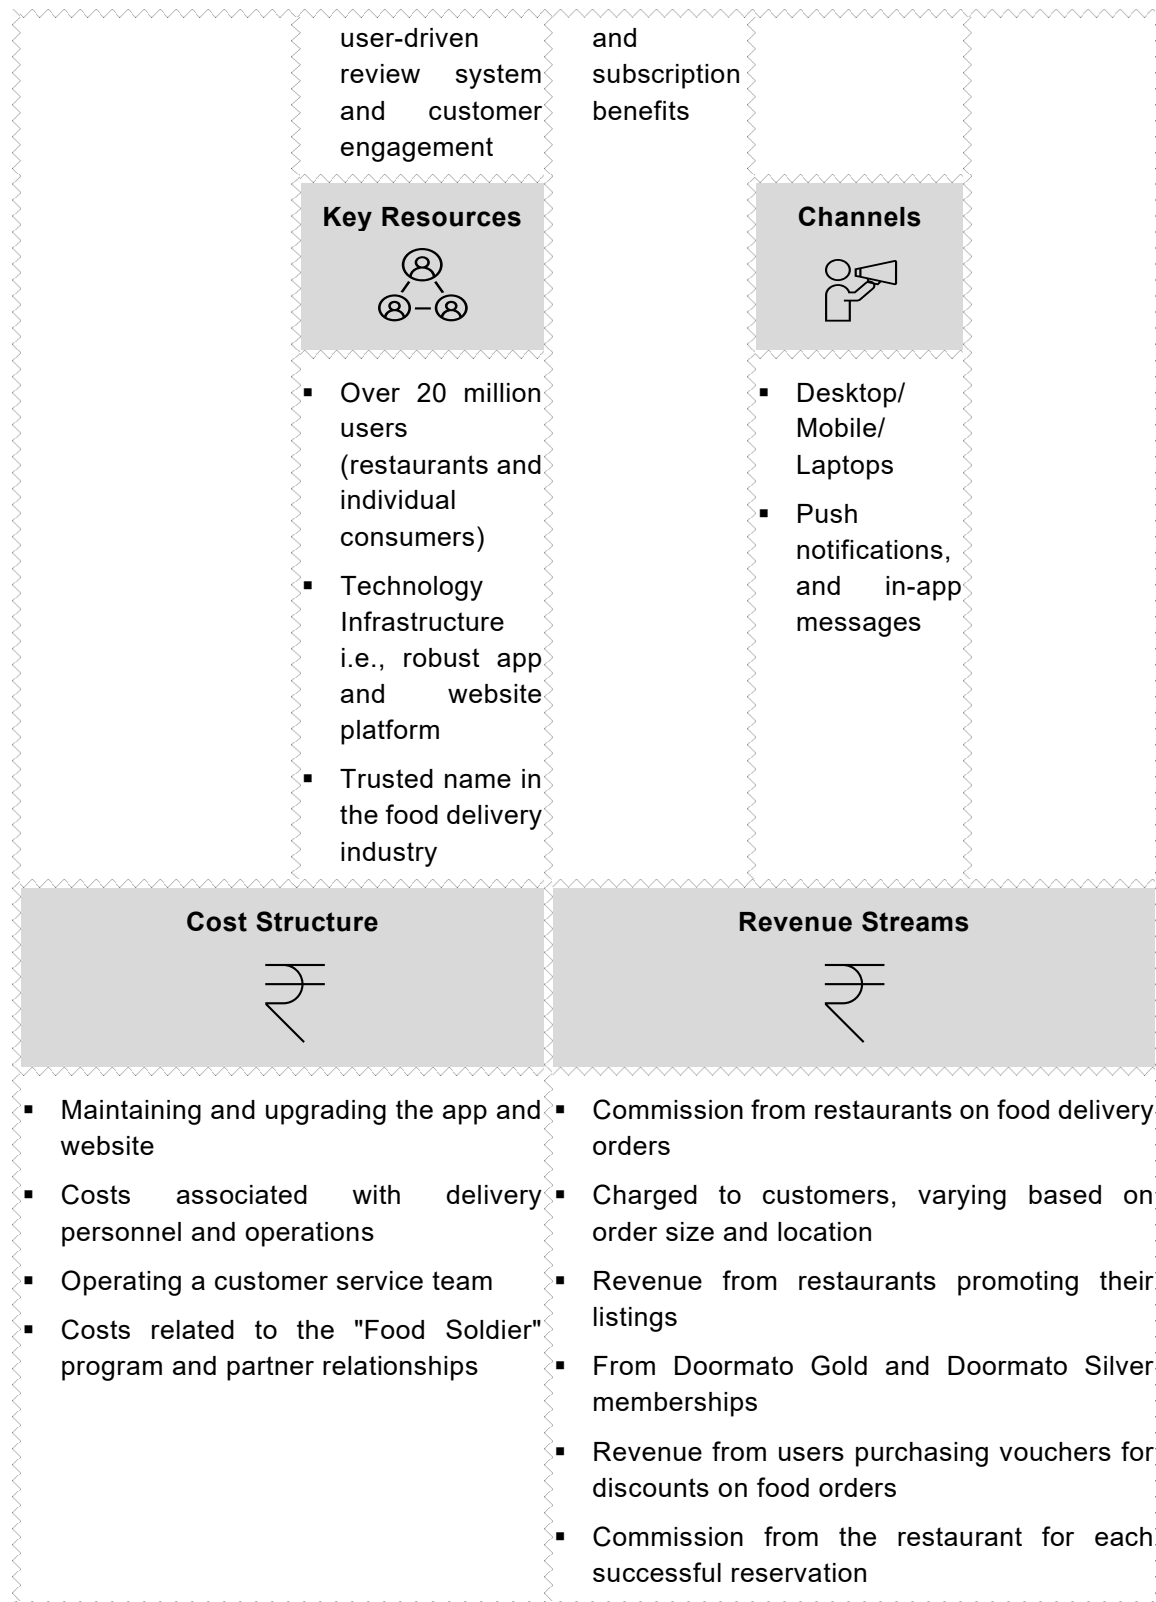 user-driven
review system
and customer
engagement
and
subscription
benefits
Key Resources
Channels
▪ Over 20 million
users
(restaurants and
individual
consumers)
▪ Technology
Infrastructure
i.e., robust app
and website
platform
▪ Trusted name in
the food delivery
industry
▪ Desktop/
Mobile/
Laptops
▪ Push
notifications,
and in-app
messages
Cost Structure
Revenue Streams
▪ Maintaining and upgrading the app and
website
▪ Costs associated with delivery
personnel and operations
▪ Operating a customer service team
▪ Costs related to the "Food Soldier"
program and partner relationships
▪ Commission from restaurants on food delivery
orders
▪ Charged to customers, varying based on
order size and location
▪ Revenue from restaurants promoting their
listings
▪ From Doormato Gold and Doormato Silver
memberships
▪ Revenue from users purchasing vouchers for
discounts on food orders
▪ Commission from the restaurant for each
successful reservation